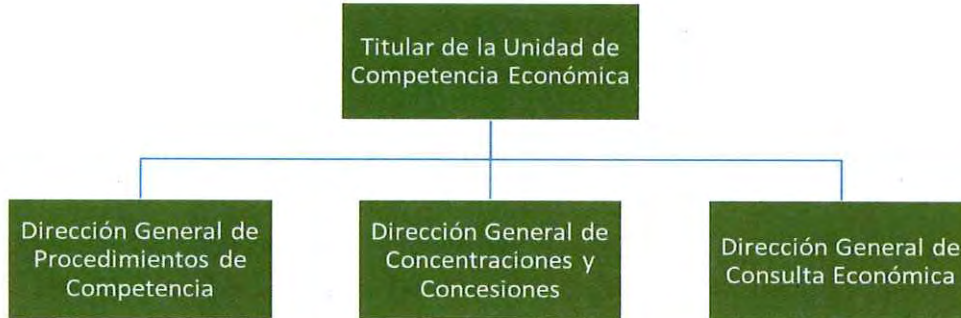 Titular de la Unidad de
Competencia Económica
Dirección General de
Procedimientos de
Competencia
Dirección General de
Concentraciones y
Concesiones
Dirección General de
Consulta Económica